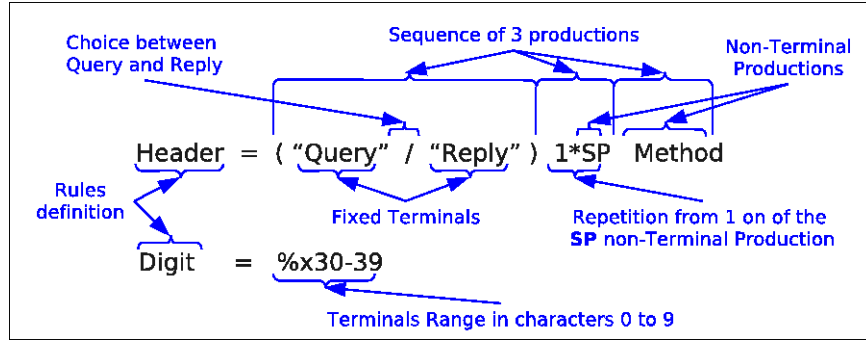 Choice between
Query and Reply
Sequence of 3 productions
Non-Terminal
Productions
Header = ( “Query” / “Reply” ) 1*SP Method
Rules
definition
Fixed Terminals
Repetition from 1 on of the
SP non-Terminal Production
Digit = %x30-39
Terminals Range in characters 0 to 9